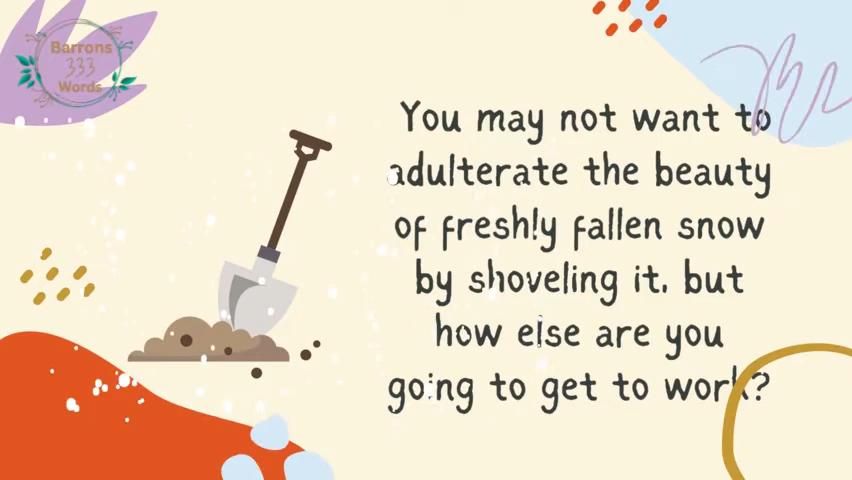 Barrons
333
Words
You may not want to
adulterate the beauty
of freshly fallen snow
by shoveling it, but
how else are you
going to get to work?